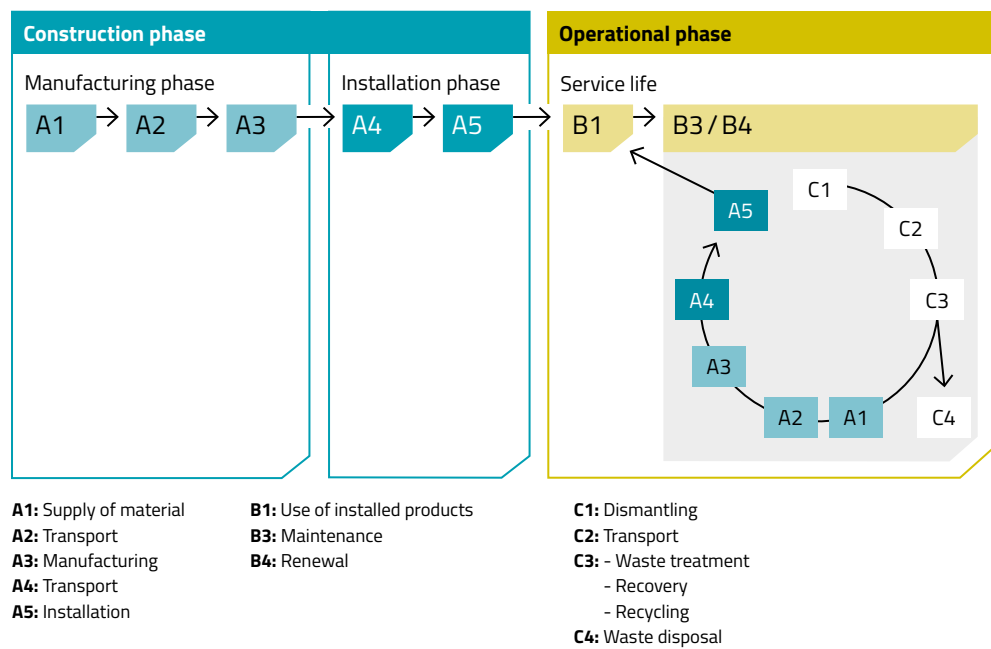 Construction phase
Operational phase
Manufacturing phase
Installation phase
Service life
A1
A2
A3
A4
A5
B1
B3 / B4
C1
A5
C2
A4
C3
A3
A2
A1
C4
A1: Supply of material
A2: Transport
A3: Manufacturing
A4: Transport
A5: Installation
B1: Use of installed products
B3: Maintenance
B4: Renewal
C1: Dismantling
C2: Transport
C3: - Waste treatment
- Recovery
- Recycling
C4: Waste disposal